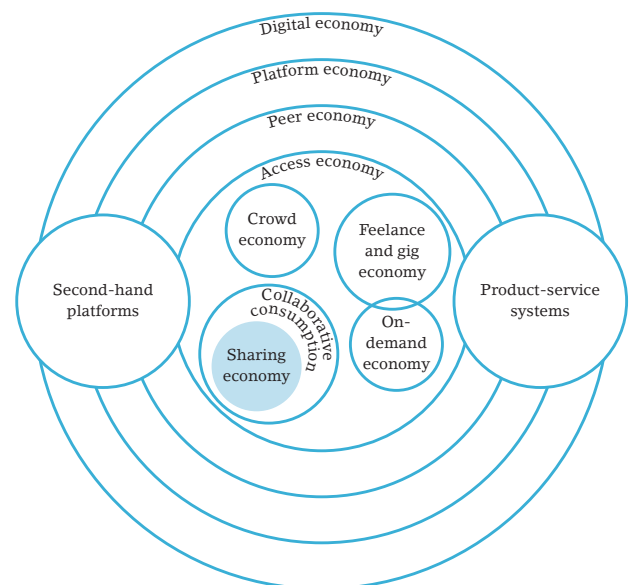 Digital economy
Platform economy
Peer economy
Access economy
Crowd
economy
Feelance
and gig
economy
Second-hand
platforms
Product-service
systems
Collaborative
consumption
On-
demand
economy
Sharing
economy